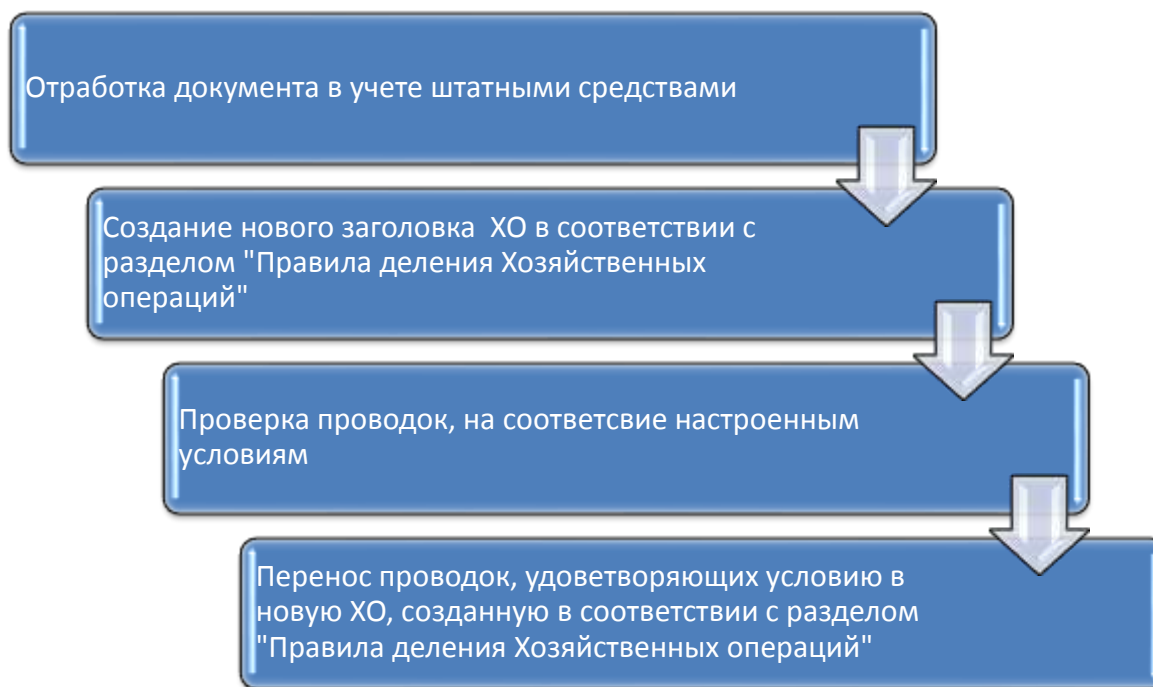 Отработка документа в учете штатными средствами
Создание нового заголовка ХО в соответствии с
разделом "Правила деления Хозяйственных
операций"
Проверка проводок, на соответсвие настроенным
условиям
Перенос проводок, удоветворяющих условию в
новую ХО, созданную в соответствии с разделом
"Правила деления Хозяйственных операций"